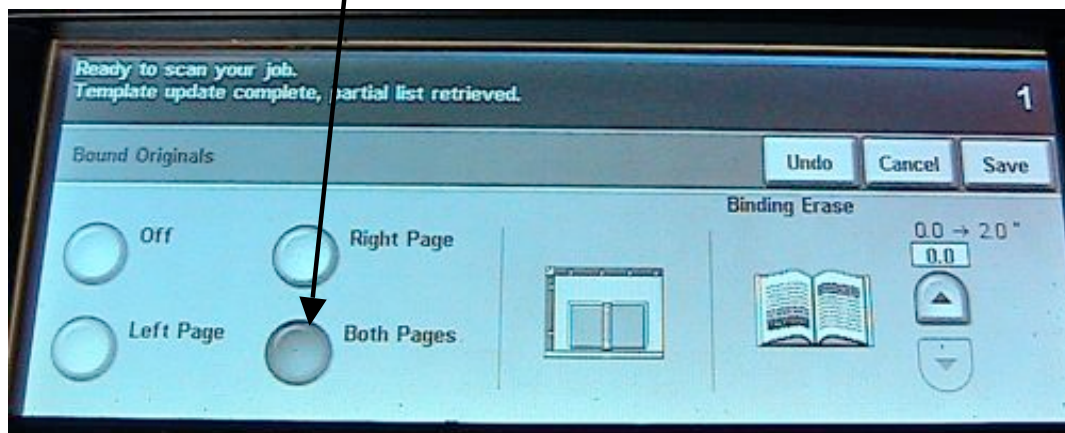 Ready to scan your job.
Template update complete, partial list retrieved.
1
Bound Originals
Undo
Cancel
Save
Off
Right Page
Left Page
Both Pages
Binding Erase
0.0 → 2.0"
0.0